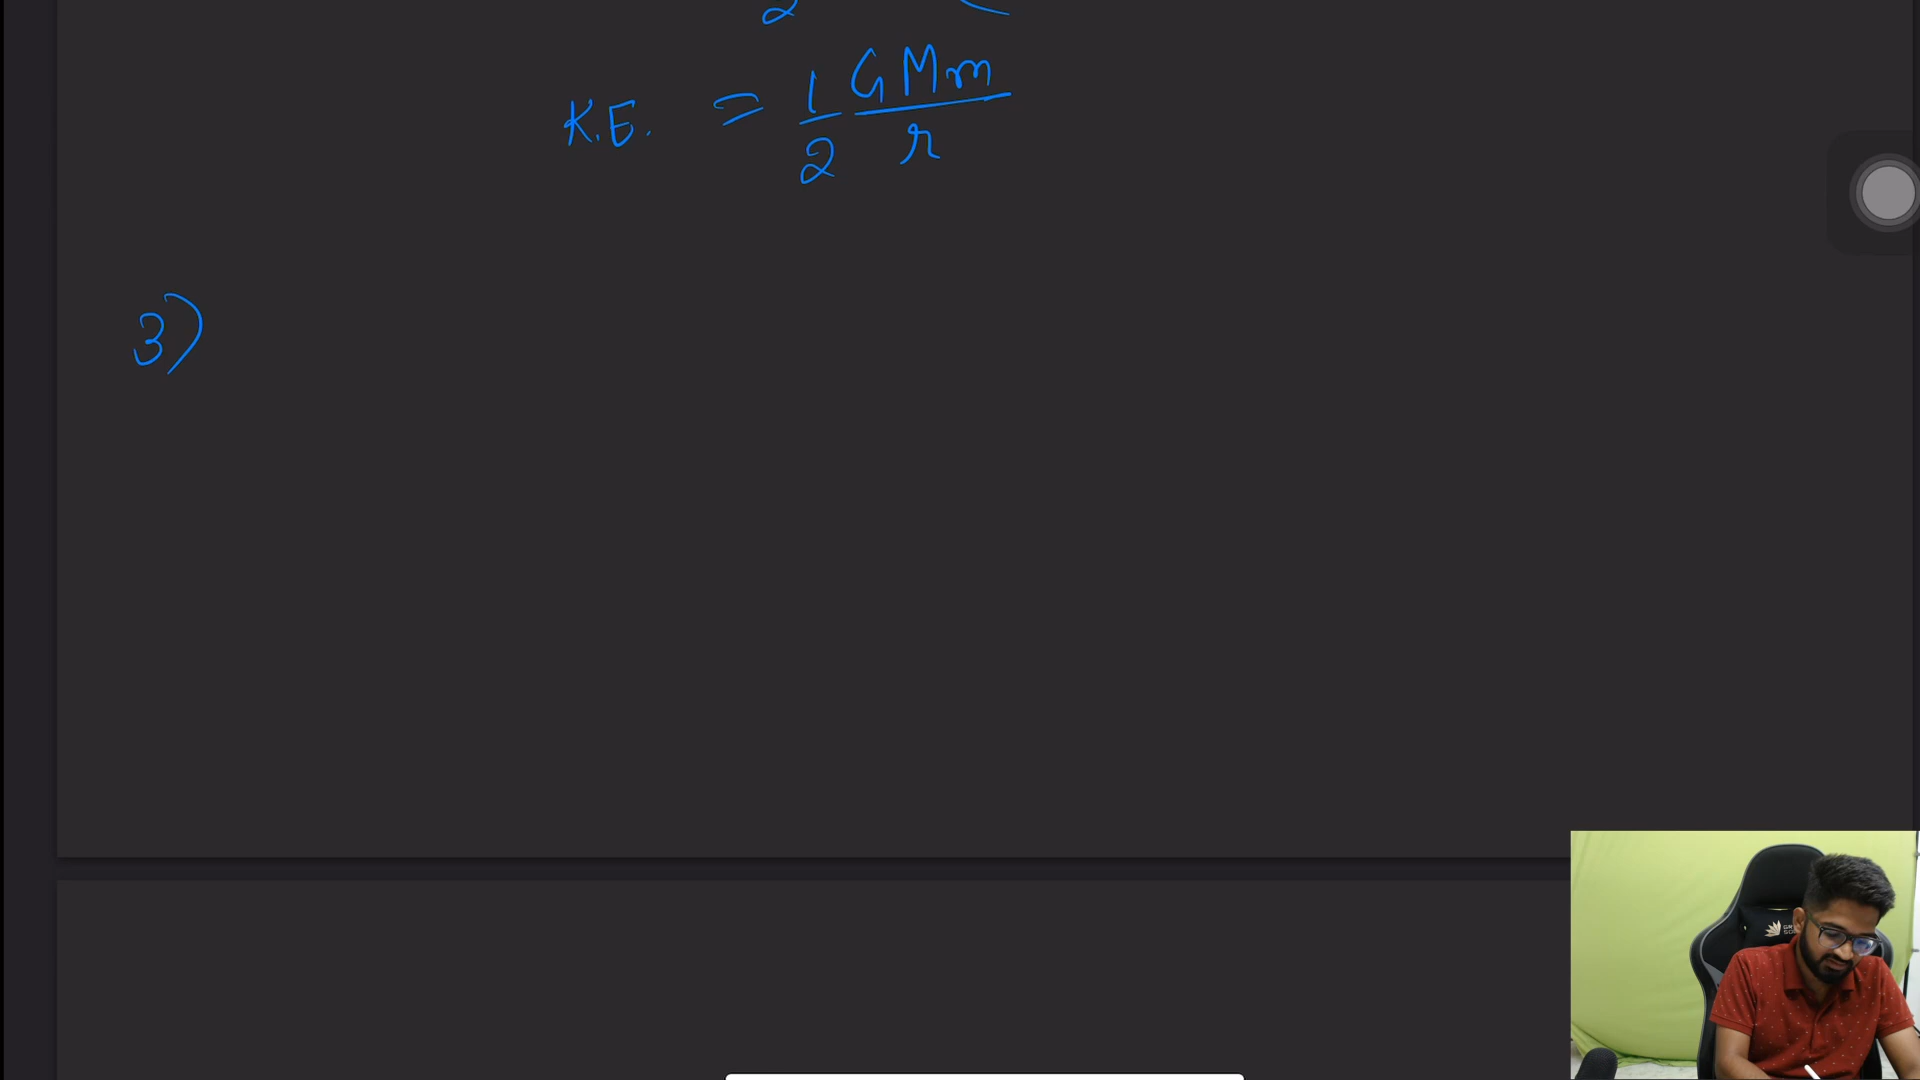 K.E. = 1/2 GMm/r
3)